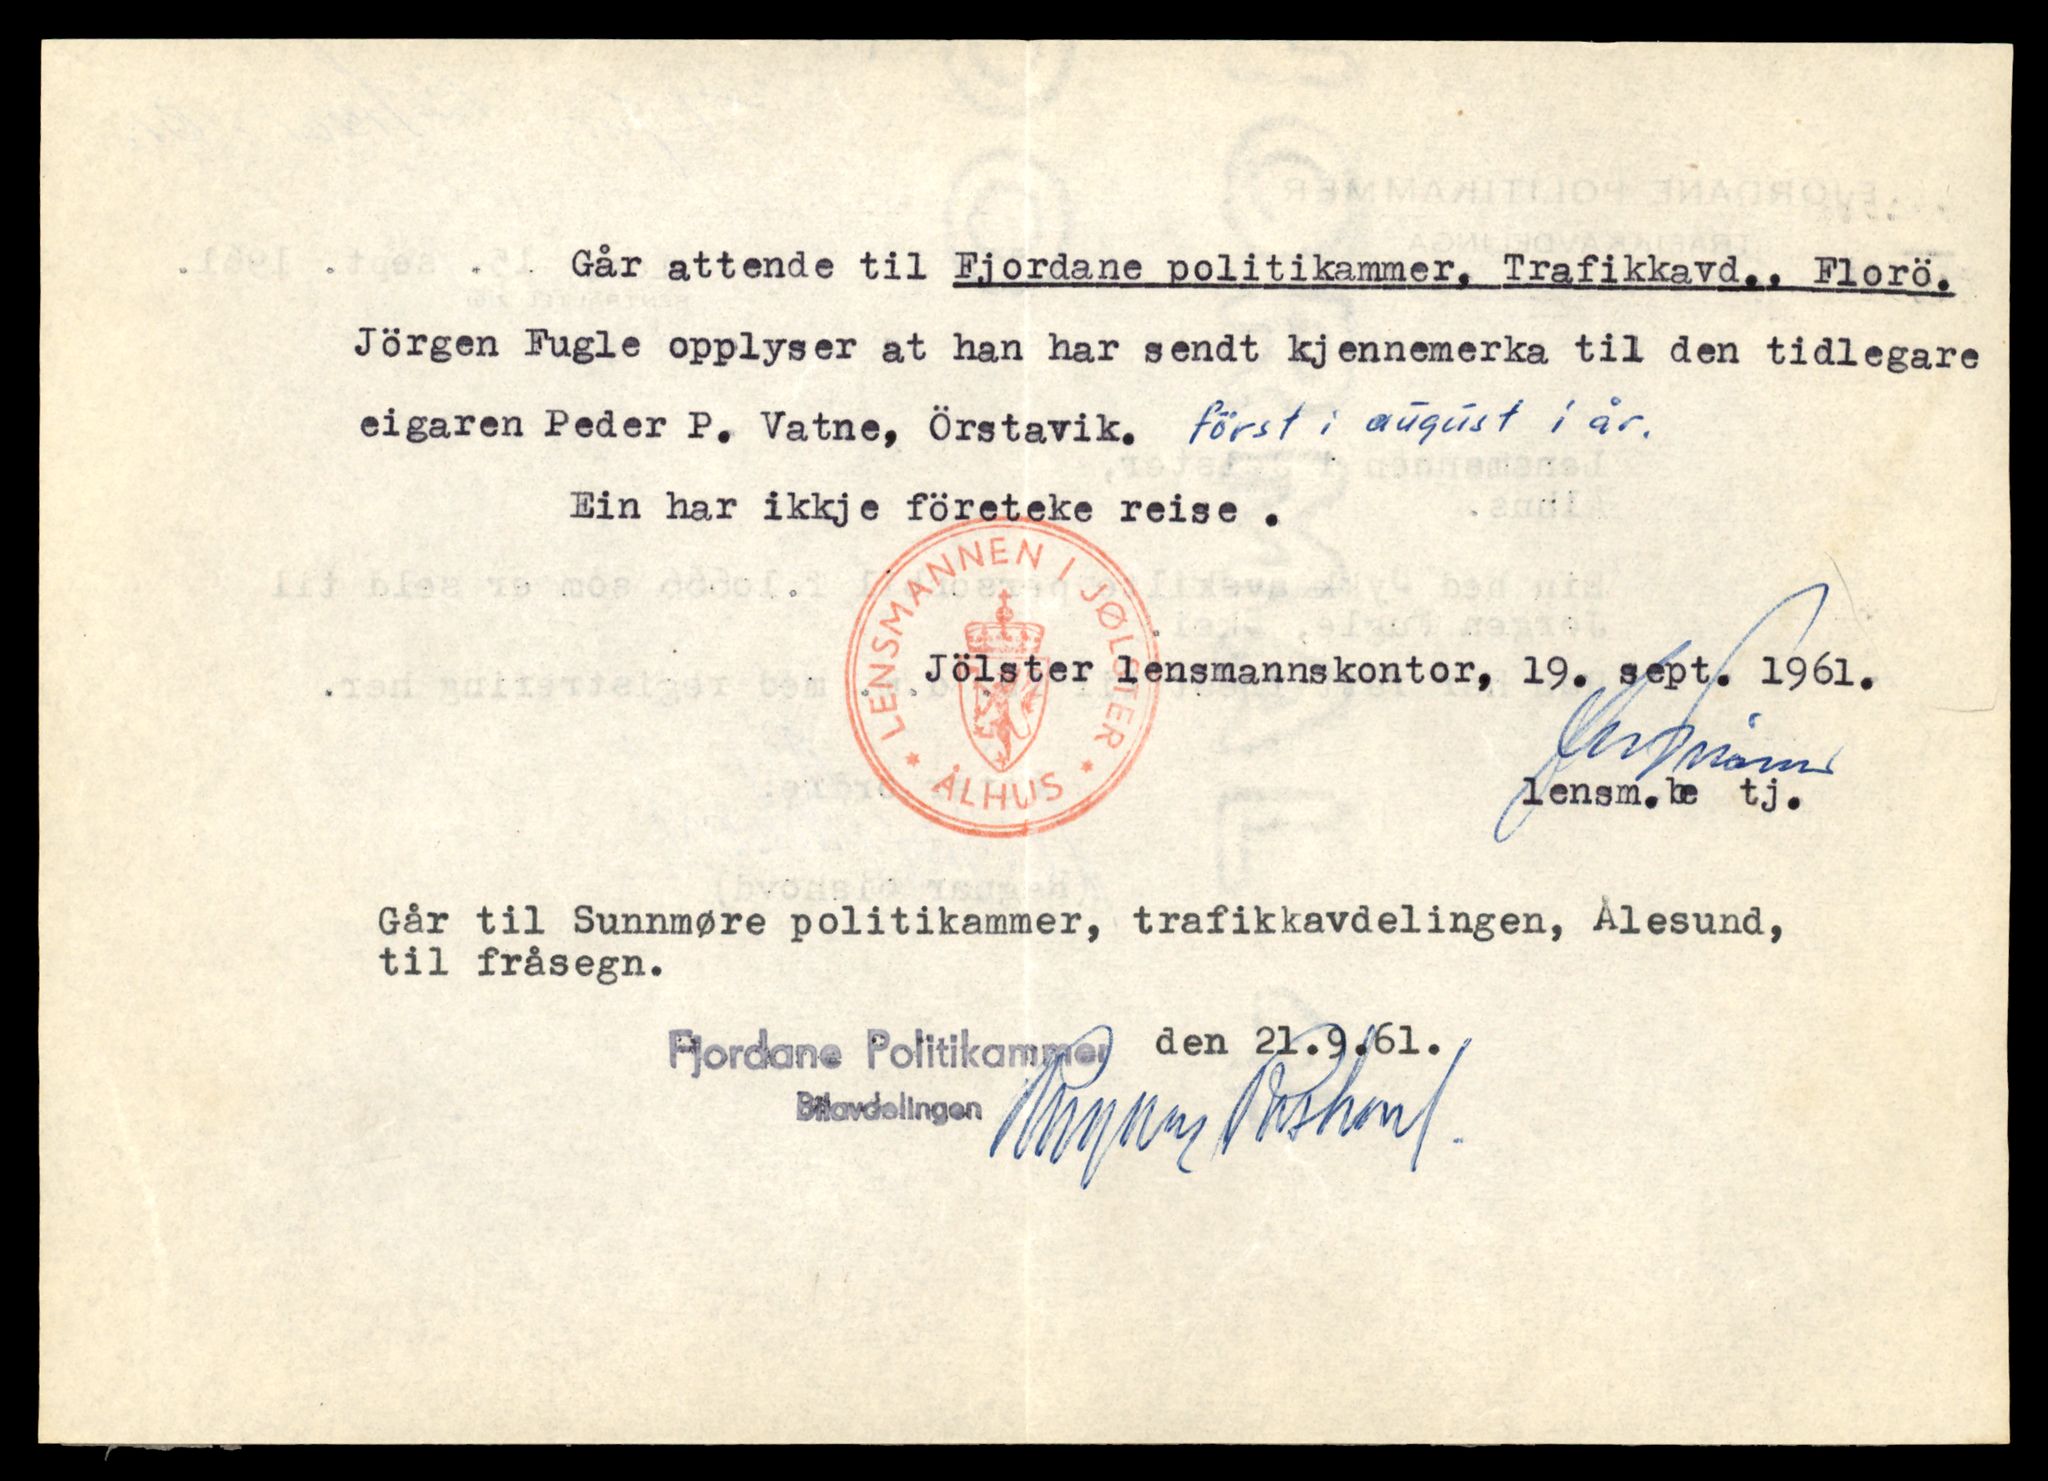 Går attende til Fjordane politikammer, Trafikkavd., Florö.
Jörgen Fugle opplyser at han har sendt kjennemerka til den tidlegare
eigaren Peder P. Vatne, Örstavik. först i august i år.
Ein har ikkje företeke reise .
LENSMANNEN I JØLSTER
* ÅLHUS *
Jölster lensmannskontor, 19. sept. 1961.
lensm.be tj.
Går til Sunnmøre politikammer, trafikkavdelingen, Ålesund,
til fråsegn.
Fjordane Politikammer den 21.9.61.
Bilavdelingen